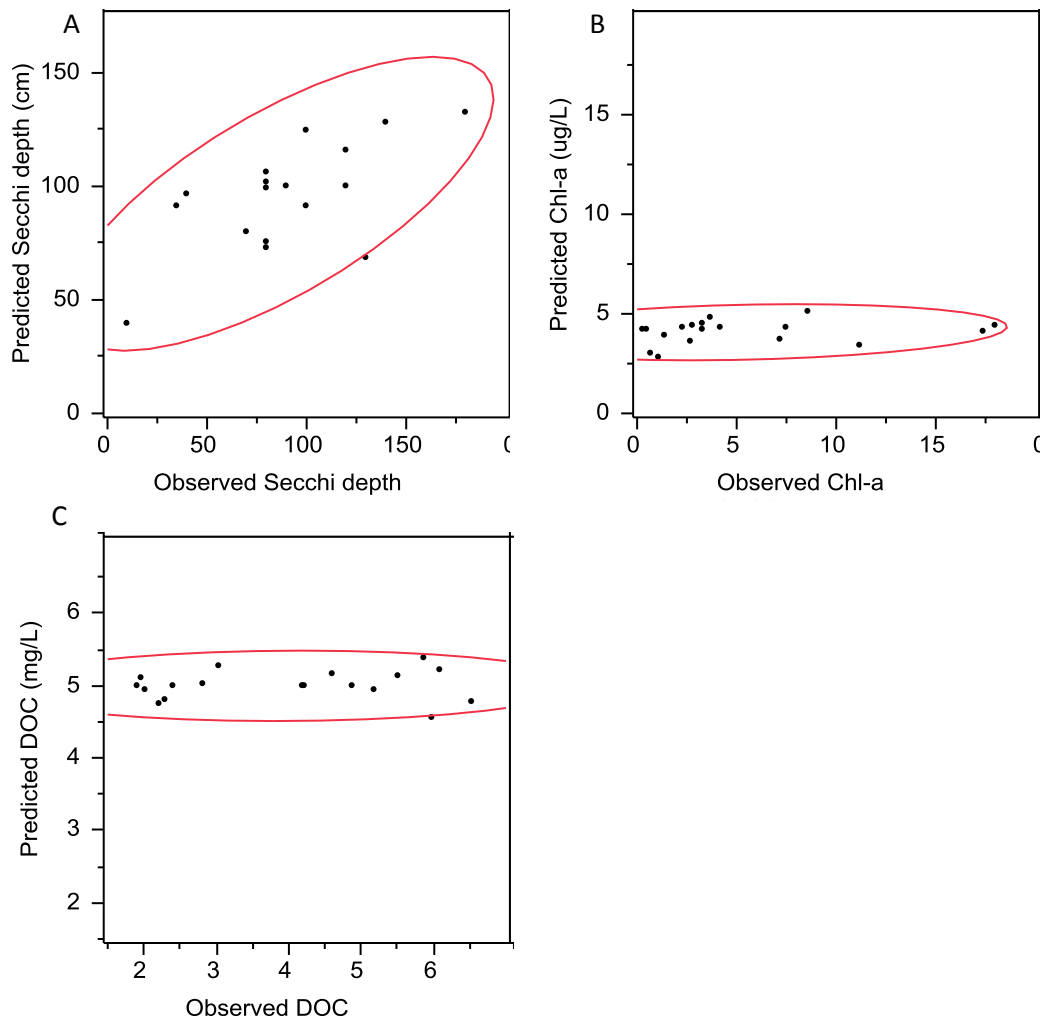 A
Predicted Secchi depth (cm)
150
100
50
0
0 50 100 150
Observed Secchi depth
B
Predicted Chl-a (ug/L)
15
10
5
0
0 5 10 15
Observed Chl-a
C
Predicted DOC (mg/L)
6
5
4
3
2
2 3 4 5 6
Observed DOC